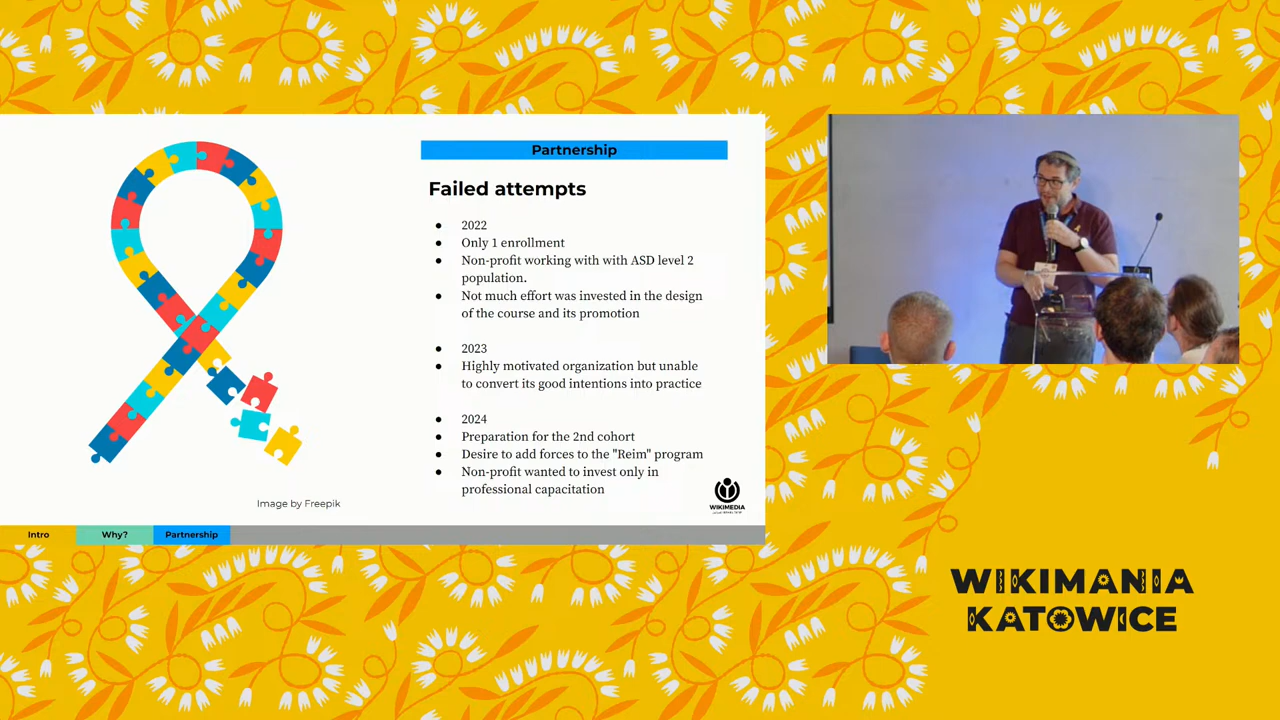 Partnership
Failed attempts
● 2022
● Only 1 enrollment
● Non-profit working with with ASD level 2
population.
● Not much effort was invested in the design
of the course and its promotion
● 2023
● Highly motivated organization but unable
to convert its good intentions into practice
● 2024
● Preparation for the 2nd cohort
● Desire to add forces to the "Reim" program
● Non-profit wanted to invest only in
professional capacitation
Image by Freepik
WIKIMEDIA
Intro
Why?
Partnership
WIKIMANIA
KATOWICE